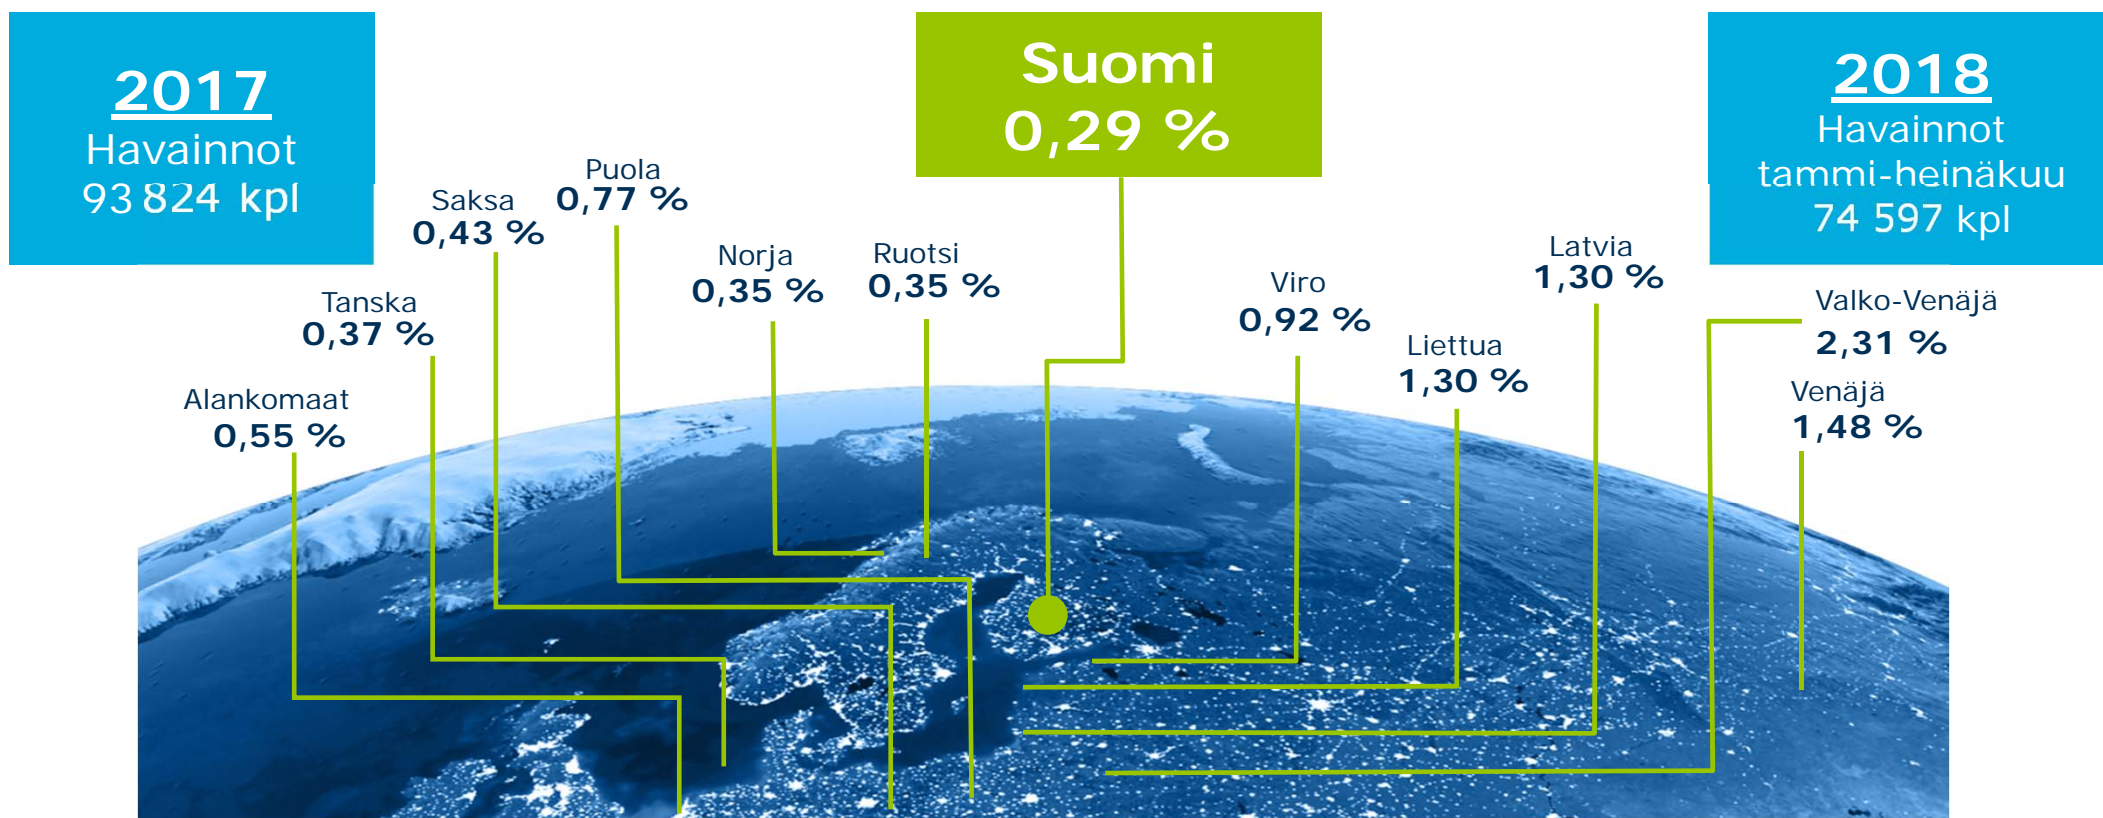 2017
Havainnot
93 824 kpl
Suomi
0,29 %
2018
Havainnot
tammi-heinäkuu
74 597 kpl
Alankomaat
0,55 %
Tanska
0,37 %
Saksa
0,43 %
Puola
0,77 %
Norja
0,35 %
Ruotsi
0,35 %
Viro
0,92 %
Liettua
1,30 %
Latvia
1,30 %
Valko-Venäjä
2,31 %
Venäjä
1,48 %